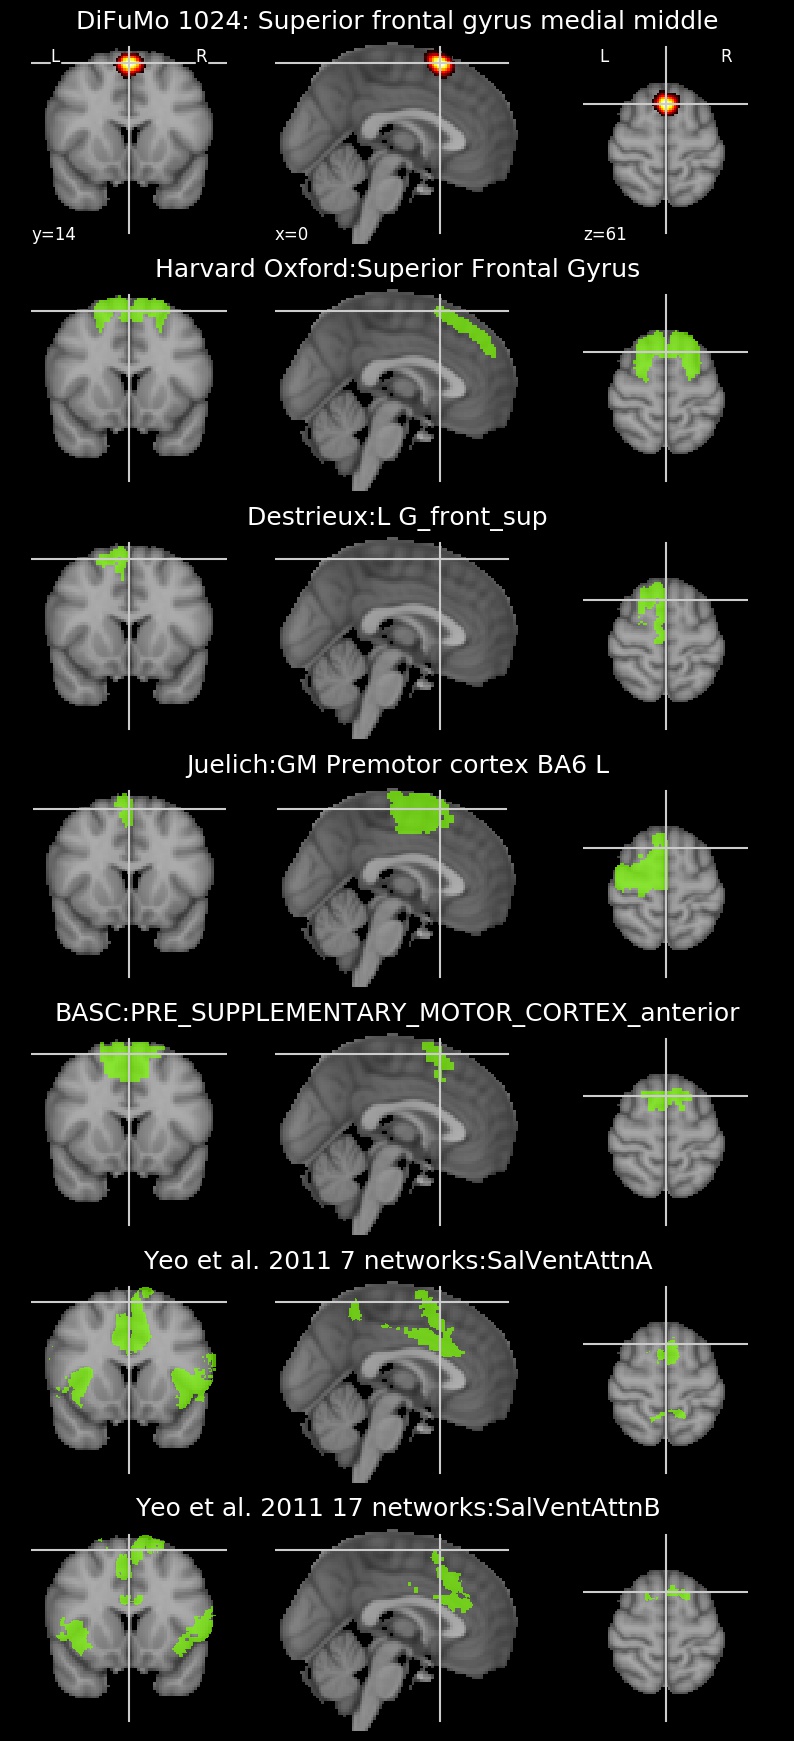 DiFuMo 1024: Superior frontal gyrus medial middle
L R L R
y=14 x=0 z=61
Harvard Oxford:Superior Frontal Gyrus
Destrieux:L G_front_sup
Juelich:GM Premotor cortex BA6 L
BASC:PRE_SUPPLEMENTARY_MOTOR_CORTEX_anterior
Yeo et al. 2011 7 networks:SalVentAttnA
Yeo et al. 2011 17 networks:SalVentAttnB